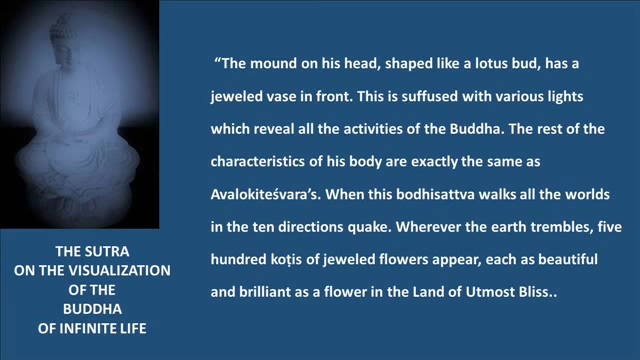 “The mound on his head, shaped like a lotus bud, has a
jeweled vase in front. This is suffused with various lights
which reveal all the activities of the Buddha. The rest of the
characteristics of his body are exactly the same as
Avalokiteśvara’s. When this bodhisattva walks all the worlds
in the ten directions quake. Wherever the earth trembles, five
hundred koṭis of jeweled flowers appear, each as beautiful
and brilliant as a flower in the Land of Utmost Bliss..
THE SUTRA
ON THE VISUALIZATION
OF THE
BUDDHA
OF INFINITE LIFE